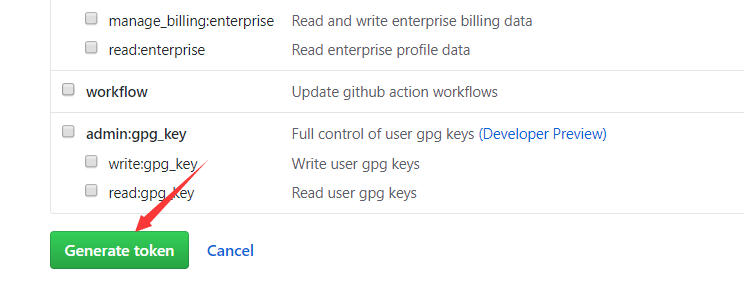 manage_billing:enterprise Read and write enterprise billing data
read:enterprise Read enterprise profile data
workflow Update github action workflows
admin:gpg_key Full control of user gpg keys (Developer Preview)
write:gpg_key Write user gpg keys
read:gpg_key Read user gpg keys
Generate token Cancel